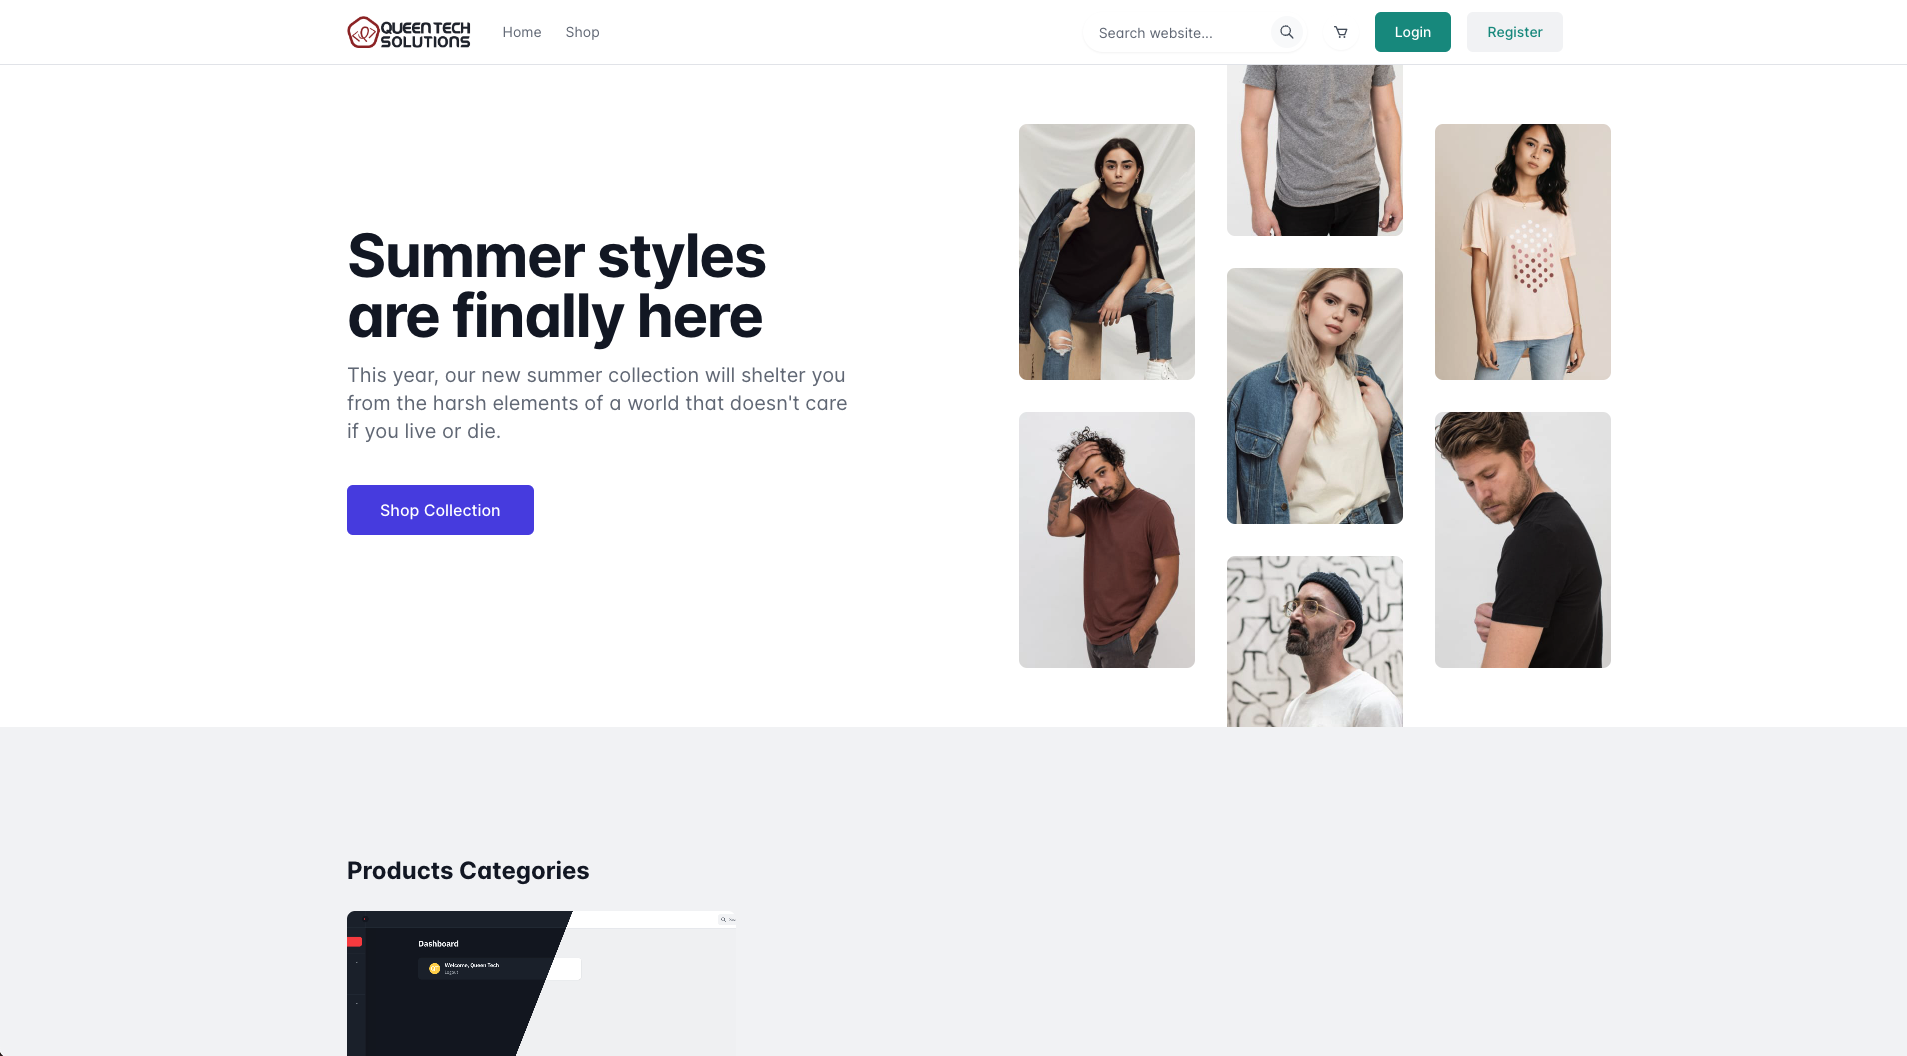 QUEEN TECH
SOLUTIONS
Home
Shop
Search website...
Login
Register
Summer styles
are finally here
This year, our new summer collection will shelter you
from the harsh elements of a world that doesn't care
if you live or die.
Shop Collection
Products Categories
Dashboard
Welcome, Queen Tech
Logout